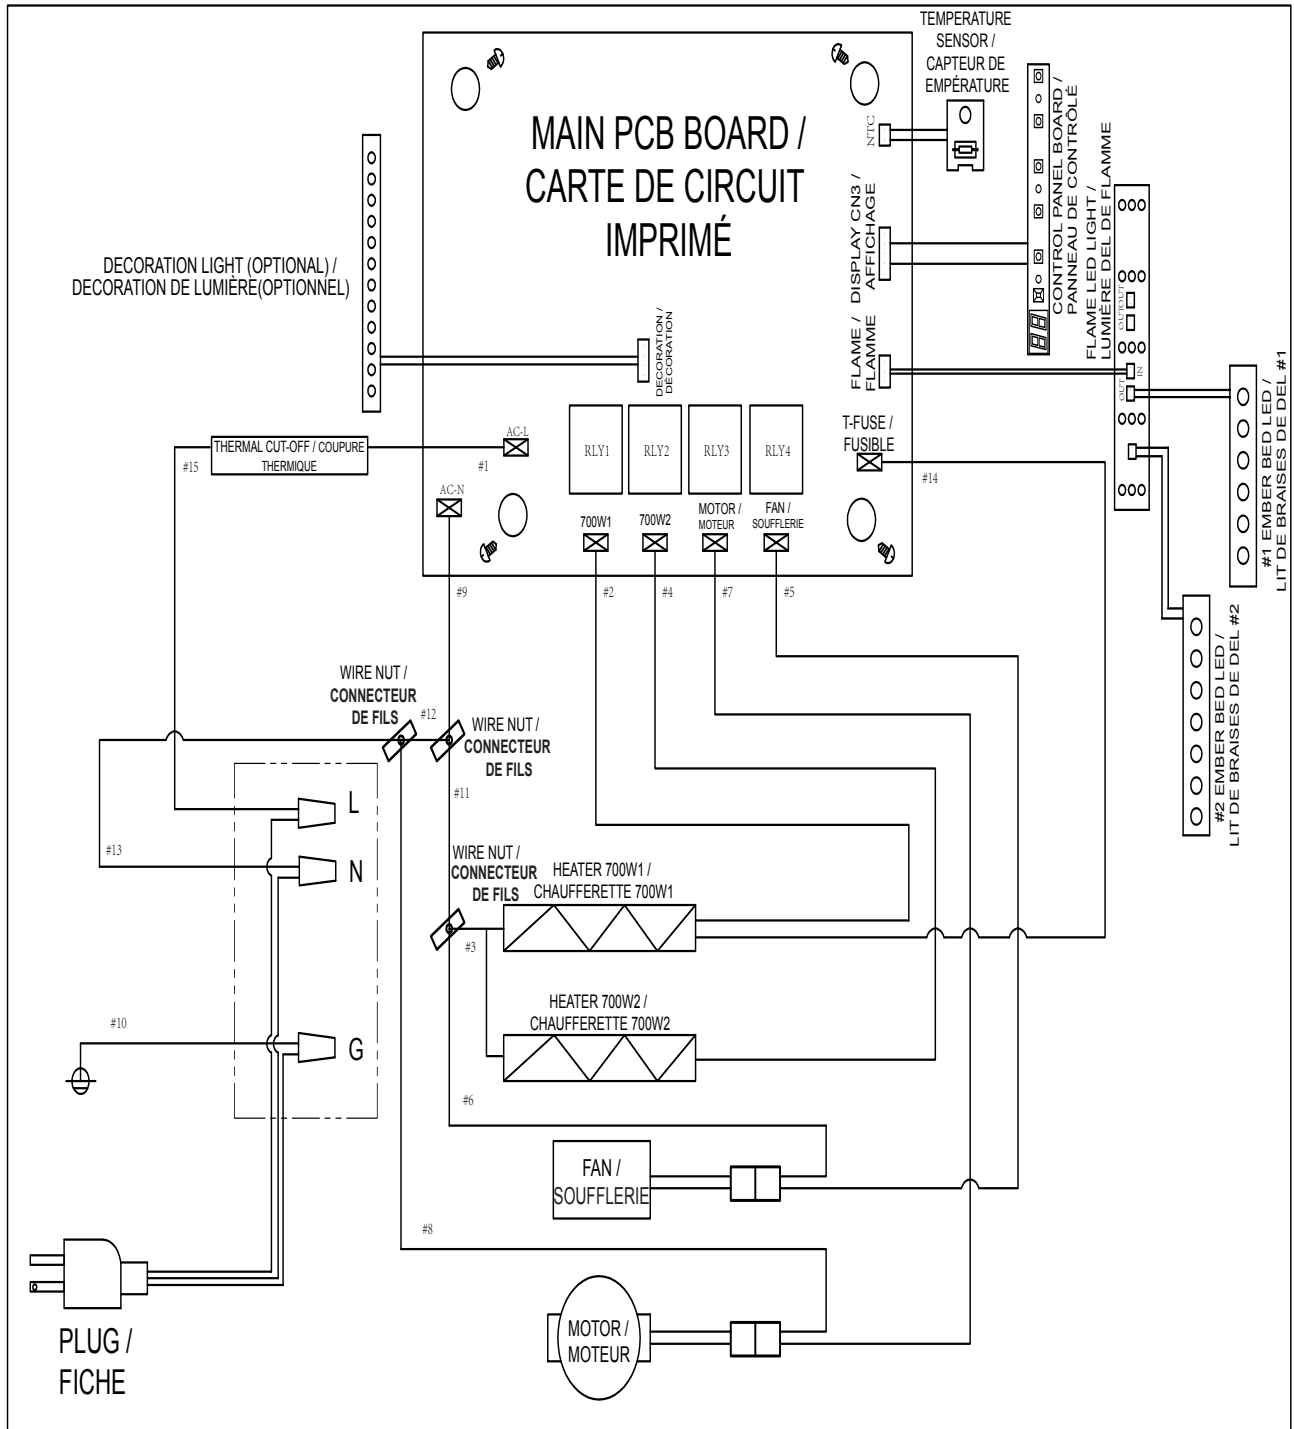 TEMPERATURE
SENSOR /
CAPTEUR DE
EMPÉRATURE
MAIN PCB BOARD /
CARTE DE CIRCUIT
IMPRIMÉ
NTC
DISPLAY CN3 /
AFFICHAGE
CONTROL PANEL BOARD /
PANNEAU DE CONTRÔLÉ
FLAME LED LIGHT /
LUMIÈRE DEL DE FLAMME
DECORATION LIGHT (OPTIONAL) /
DECORATION DE LUMIÈRE(OPTIONNEL)
DECORATION /
DÉCORATION
FLAME /
FLAMME
88
OUT
OUT
IN
OUT
#1 EMBER BED LED /
LIT DE BRAISES DE DEL #1
#2 EMBER BED LED /
LIT DE BRAISES DE DEL #2
THERMAL CUT-OFF / COUPURE
THERMIQUE
#15
#1
AC-L
AC-N
RLY1
RLY2
RLY3
RLY4
T-FUSE /
FUSIBLE
#14
700W1
700W2
MOTOR /
MOTEUR
FAN /
SOUFFLERIE
#9
#2
#4
#7
#5
WIRE NUT /
CONNECTEUR
DE FILS
#12
WIRE NUT /
CONNECTEUR
DE FILS
#11
L
#13
N
WIRE NUT /
CONNECTEUR
DE FILS
HEATER 700W1 /
CHAUFFERETTE 700W1
#3
HEATER 700W2 /
CHAUFFERETTE 700W2
#10
G
#6
FAN /
SOUFFLERIE
#8
MOTOR /
MOTEUR
PLUG /
FICHE